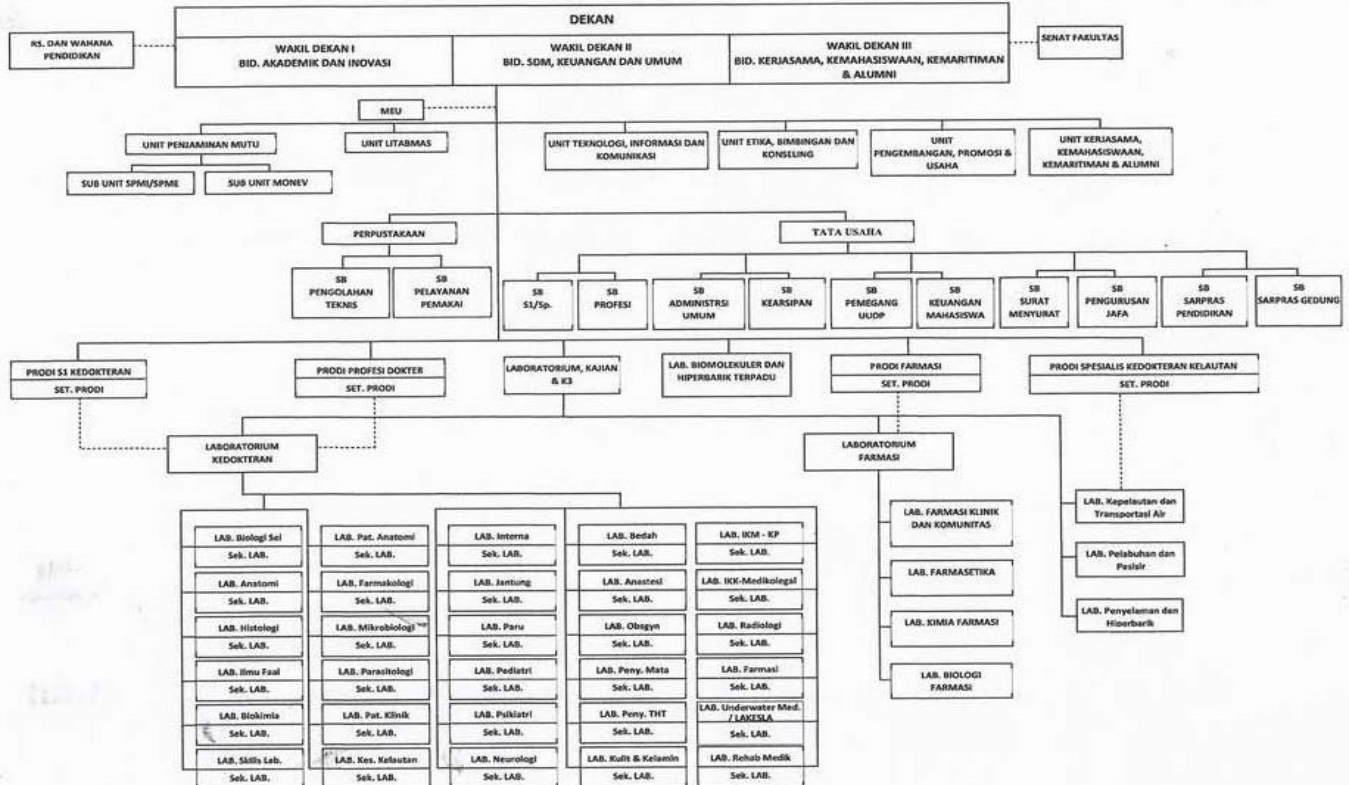 DEKAN
RS. DAN WAHANA
PENDIDIKAN
WAKIL DEKAN I
BID. AKADEMIK DAN INOVASI
WAKIL DEKAN II
BID. SDM, KEUANGAN DAN UMUM
WAKIL DEKAN III
BID. KERJASAMA, KEMAHASISWAAN, KEMARITIMAN
& ALUMNI
SENAT FAKULTAS
MEU
UNIT PENJAMINAN MUTU
UNIT LITABMAS
UNIT TEKNOLOGI, INFORMASI DAN
KOMUNIKASI
UNIT ETIKA, BIMBINGAN DAN
KONSELING
UNIT
PENGEMBANGAN, PROMOSI &
USAHA
UNIT KERJASAMA,
KEMAHASISWAAN,
KEMARITIMAN & ALUMNI
SUB UNIT SPMI/SPME
SUB UNIT MONEV
PERPUSTAKAAN
TATA USAHA
SB
PENGOLAHAN
TEKNIS
SB
PELAYANAN
PEMAKAI
SB
S1/Sp.
SB
PROFESI
SB
ADMINISTRSI
UMUM
SB
KEARSIPAN
SB
PEMEGANG
UUDP
SB
KEUANGAN
MAHASISWA
SB
SURAT
MENYURAT
SB
PENGURUSAN
JAFA
SB
SARPRAS
PENDIDIKAN
SB
SARPRAS GEDUNG
PRODI S1 KEDOKTERAN
SET. PRODI
PRODI PROFESI DOKTER
SET. PRODI
LABORATORIUM, KAJIAN
& K3
LAB. BIOMOLEKULER DAN
HIPERBARIK TERPADU
PRODI FARMASI
SET. PRODI
PRODI SPESIALIS KEDOKTERAN KELAUTAN
SET. PRODI
LABORATORIUM
KEDOKTERAN
LABORATORIUM
FARMASI
LAB. Biologi Sel
Sek. LAB.
LAB. Anatomi
Sek. LAB.
LAB. Histologi
Sek. LAB.
LAB. Ilmu Faal
Sek. LAB.
LAB. Biokimia
Sek. LAB.
LAB. Skills Lab.
Sek. LAB.
LAB. Pat. Anatomi
Sek. LAB.
LAB. Farmakologi
Sek. LAB.
LAB. Mikrobiologi
Sek. LAB.
LAB. Parasitologi
Sek. LAB.
LAB. Pat. Klinik
Sek. LAB.
LAB. Kes. Kelautan
Sek. LAB.
LAB. Interna
Sek. LAB.
LAB. Jantung
Sek. LAB.
LAB. Paru
Sek. LAB.
LAB. Pediatri
Sek. LAB.
LAB. Psikiatri
Sek. LAB.
LAB. Neurologi
Sek. LAB.
LAB. Bedah
Sek. LAB.
LAB. Anastesi
Sek. LAB.
LAB. Obsgyn
Sek. LAB.
LAB. Peny. Mata
Sek. LAB.
LAB. Peny. THT
Sek. LAB.
LAB. Kulit & Kelamin
Sek. LAB.
LAB. IKM - KP
Sek. LAB.
LAB. IKK-Medikolegal
Sek. LAB.
LAB. Radiologi
Sek. LAB.
LAB. Farmasi
Sek. LAB.
LAB. Underwater Med.
/ LAKESLA
Sek. LAB.
LAB. Rehab Medik
Sek. LAB.
LAB. FARMASI KLINIK
DAN KOMUNITAS
LAB. FARMASETIKA
LAB. KIMIA FARMASI
LAB. BIOLOGI
FARMASI
LAB. Kepelautan dan
Transportasi Air
LAB. Pelabuhan dan
Pesisir
LAB. Penyelaman dan
Hioerbarik